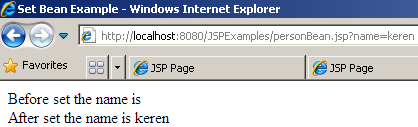 Set Bean Example - Windows Internet Explorer
http://localhost:8080/JSPExamples/personBean.jsp?name=keren
Favorites JSP Page JSP Page
Before set the name is
After set the name is keren